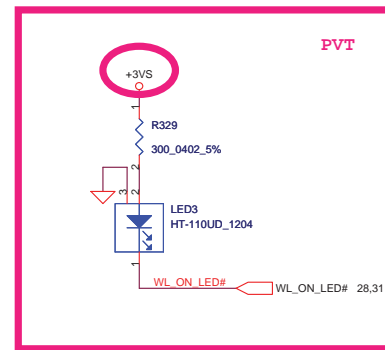 PVT
+3VS
1
R329
300_0402_5%
2
3
2
LED3
HT-110UD_1204
1
WL_ON_LED#
WL_ON_LED# 28,31